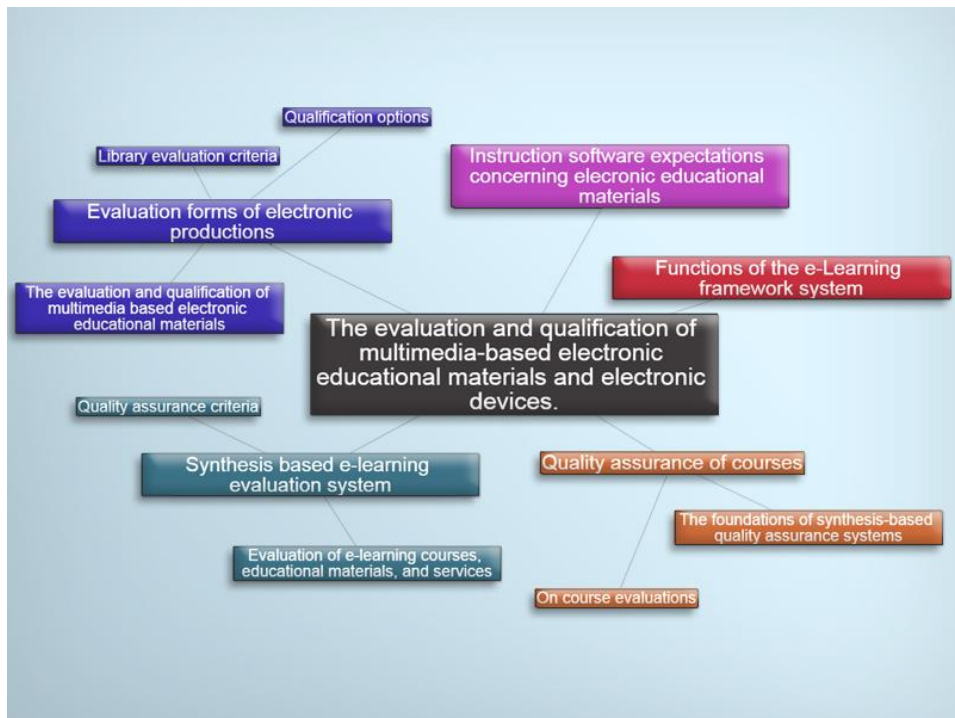 Qualification options
Library evaluation criteria
Evaluation forms of electronic
productions
The evaluation and qualification of
multimedia based electronic
educational materials
Instruction software expectations
concerning elecronic educational
materials
Functions of the e-Learning
framework system
The evaluation and qualification of
multimedia-based electronic
educational materials and electronic
devices.
Quality assurance criteria
Synthesis based e-learning
evaluation system
Evaluation of e-learning courses,
educational materials, and services
Quality assurance of courses
The foundations of synthesis-based
quality assurance systems
On course evaluations